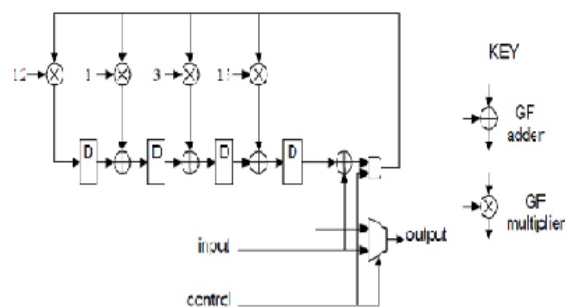 12 1 3 11
KEY
GF
adder
D D D D
GF
multiplier
input
output
control